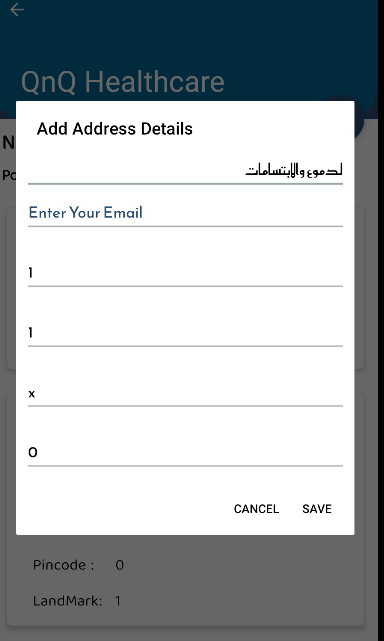 QnQ Healthcare
N
Po
Add Address Details
لدموع والابتسامات
Enter Your Email
1
1
x
0
CANCEL
SAVE
Pincode : 0
LandMark: 1